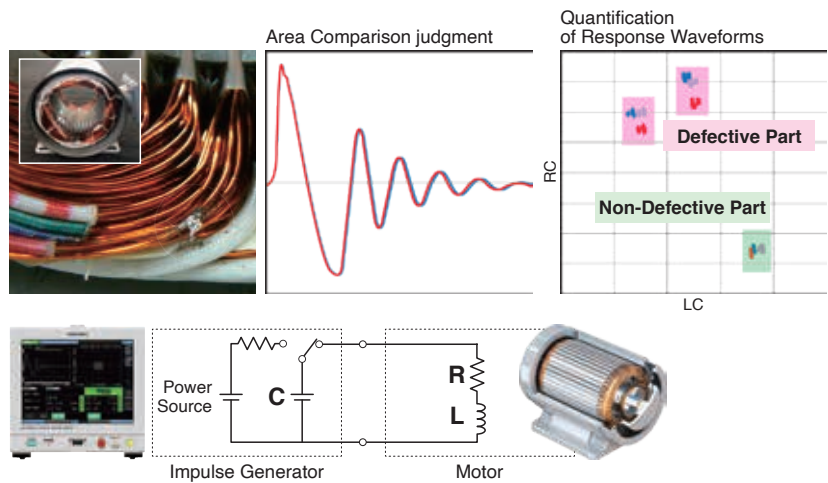 Area Comparison judgment
Quantification
of Response Waveforms
Defective Part
Non-Defective Part
RC
LC
Power
Source
C
R
L
Impulse Generator
Motor